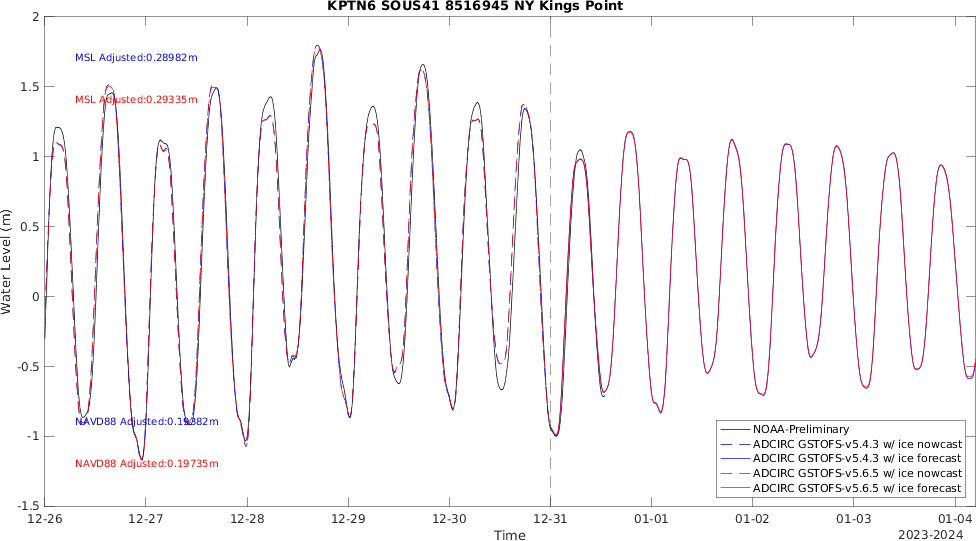 KPTN6 SOUS41 8516945 NY Kings Point
2
1.5
1
0.5
0
-0.5
-1
-1.5
Water Level (m)
MSL Adjusted:0.28982m
MSL Adjusted:0.29335m
NAVD88 Adjusted:0.19382m
NAVD88 Adjusted:0.19735m
NOAA-Preliminary
ADCIRC GSTOFS-v5.4.3 w/ ice nowcast
ADCIRC GSTOFS-v5.4.3 w/ ice forecast
ADCIRC GSTOFS-v5.6.5 w/ ice nowcast
ADCIRC GSTOFS-v5.6.5 w/ ice forecast
12-26 12-27 12-28 12-29 12-30 12-31 01-01 01-02 01-03 01-04
Time
2023-2024